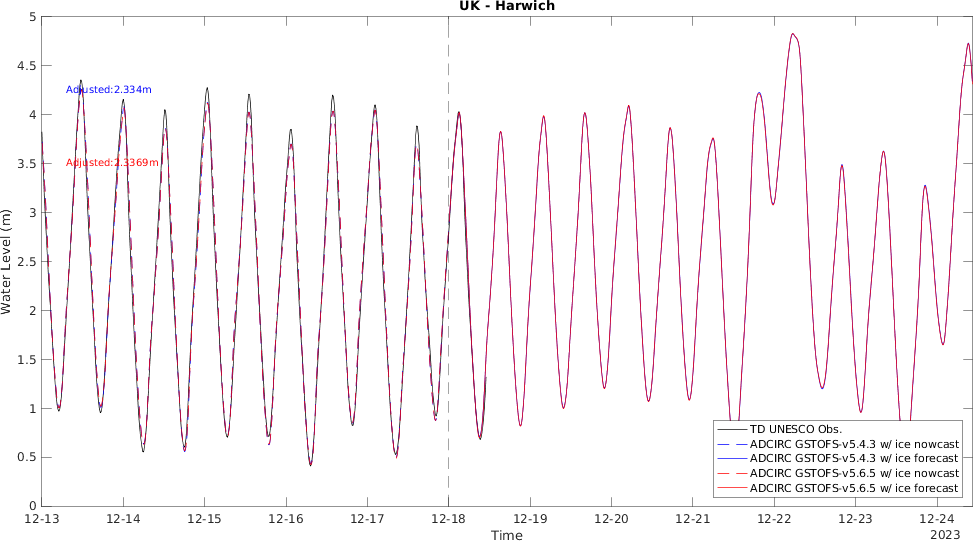 UK - Harwich
5
4.5
4
3.5
3
2.5
2
1.5
1
0.5
0
Water Level (m)
Adjusted:2.334m
Adjusted:2.3369m
TD UNESCO Obs.
ADCIRC GSTOFS-v5.4.3 w/ ice nowcast
ADCIRC GSTOFS-v5.4.3 w/ ice forecast
ADCIRC GSTOFS-v5.6.5 w/ ice nowcast
ADCIRC GSTOFS-v5.6.5 w/ ice forecast
12-13 12-14 12-15 12-16 12-17 12-18 12-19 12-20 12-21 12-22 12-23 12-24
2023
Time